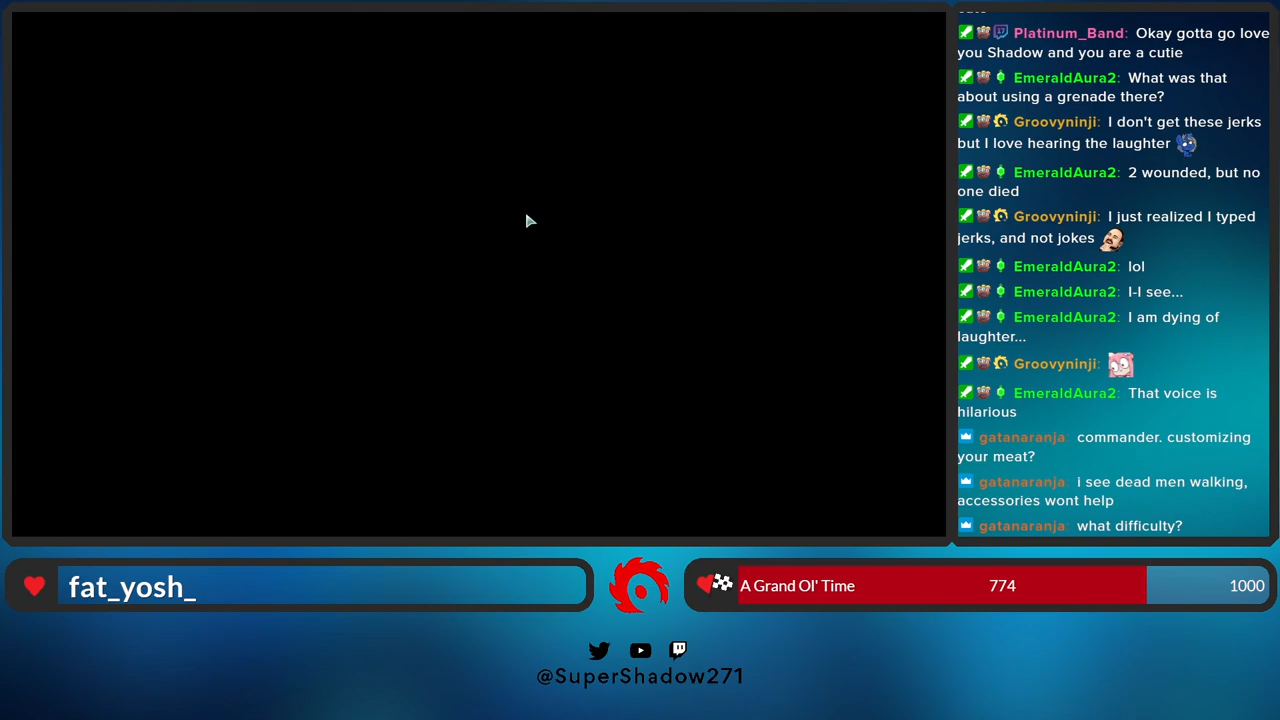 Platinum_Band: Okay gotta go love
you Shadow and you are a cutie
EmeraldAura2: What was that
about using a grenade there?
Groovyninji: I don't get these jerks
but I love hearing the laughter
EmeraldAura2: 2 wounded, but no
one died
Groovyninji: I just realized I typed
jerks, and not jokes
EmeraldAura2: lol
EmeraldAura2: I-I see...
EmeraldAura2: I am dying of
laughter...
Groovyninji:
EmeraldAura2: That voice is
hilarious
gatanaranja: commander. customizing
your meat?
gatanaranja: i see dead men walking,
accessories wont help
gatanaranja: what difficulty?
fat_yosh_
A Grand Ol' Time 774 1000
@SuperShadow271